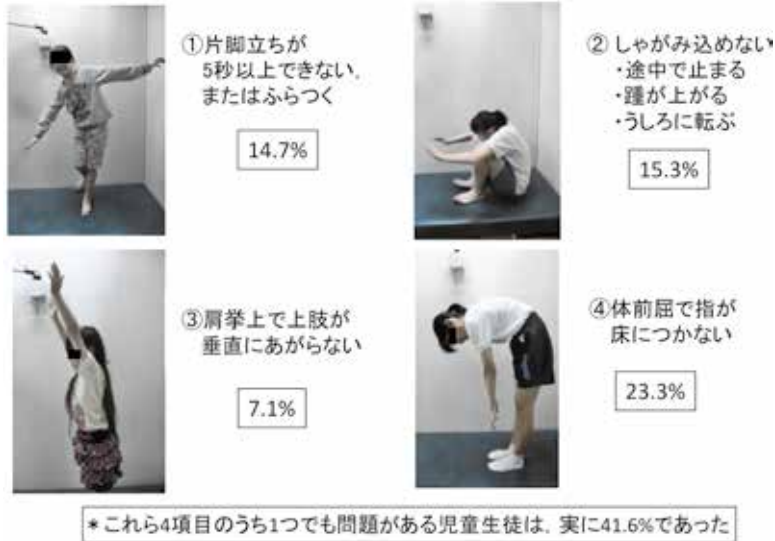 ①片脚立ちが
5秒以上できない,
またはふらつく
14.7%
②しゃがみ込めない
・途中で止まる
・踵が上がる
・うしろに転ぶ
15.3%
③肩挙上で上肢が
垂直にあがらない
7.1%
④体前屈で指が
床につかない
23.3%
*これら4項目のうち1つでも問題がある児童生徒は, 実に41.6%であった